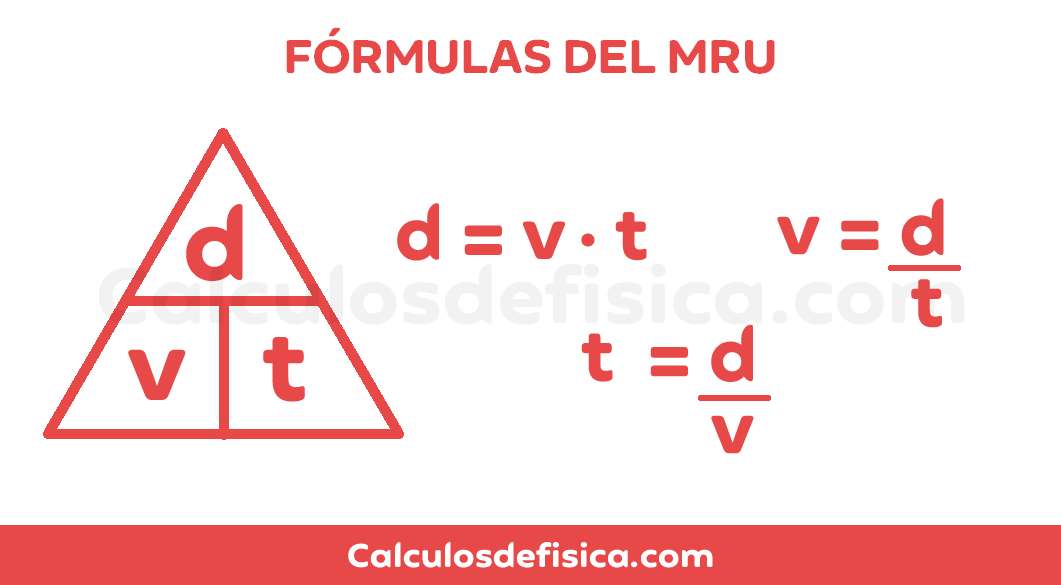 FÓRMULAS DEL MRU
d
v t
d = v · t
v = d
t
t = d
v
Calculosdefisica.com
Calculosdefisica.com